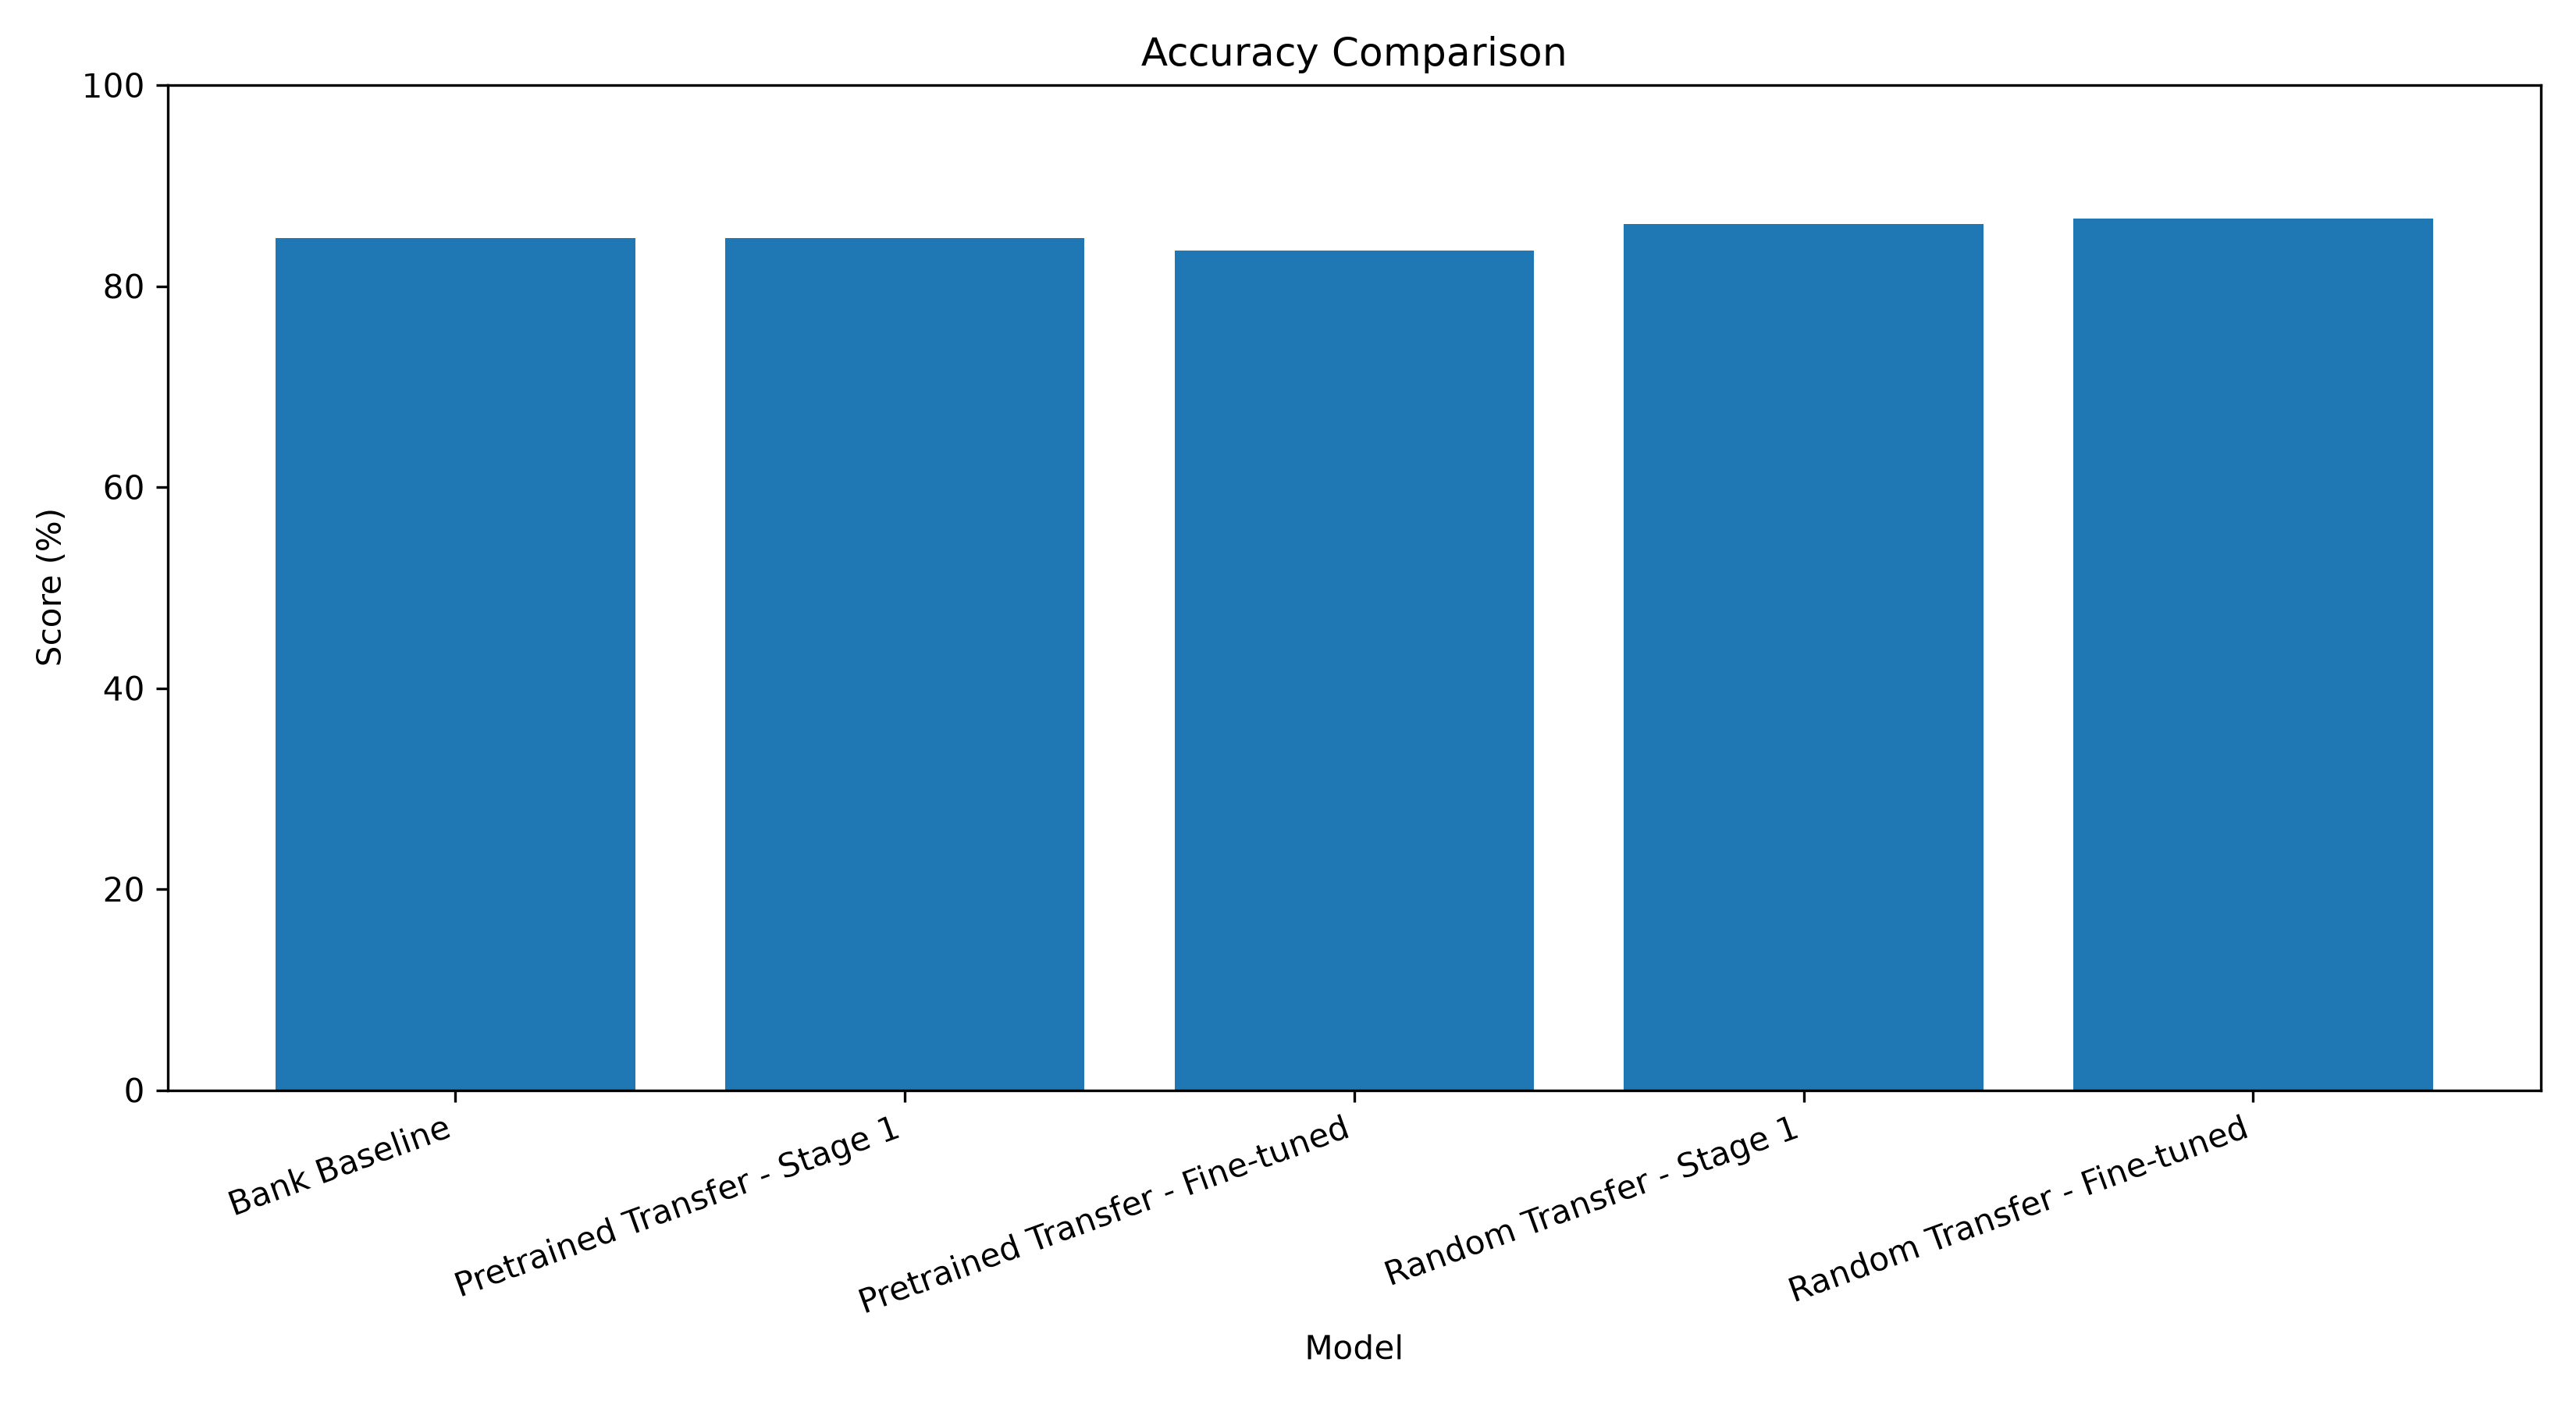 Accuracy Comparison
100
80
60
40
20
0
Score (%)
Bank Baseline
Pretrained Transfer - Stage 1
Pretrained Transfer - Fine-tuned
Random Transfer - Stage 1
Random Transfer - Fine-tuned
Model